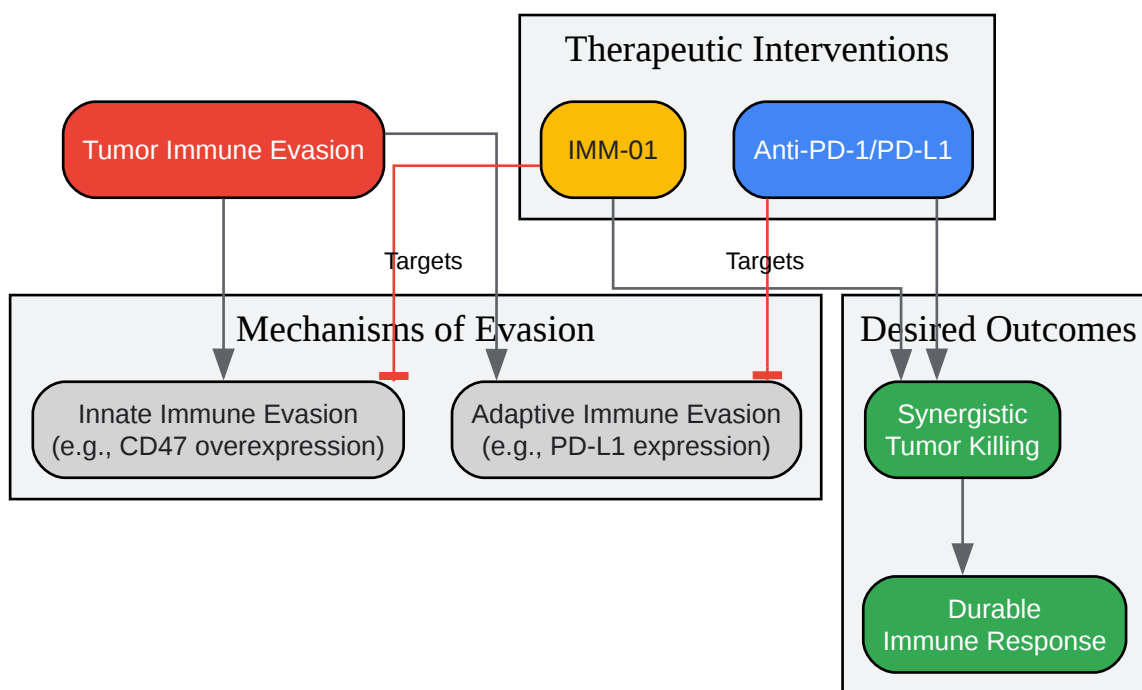 Therapeutic Interventions
Tumor Immune Evasion
IMM-01
Anti-PD-1/PD-L1
Targets
Targets
Mechanisms of Evasion
Desired Outcomes
Innate Immune Evasion
(e.g., CD47 overexpression)
Adaptive Immune Evasion
(e.g., PD-L1 expression)
Synergistic
Tumor Killing
Durable
Immune Response